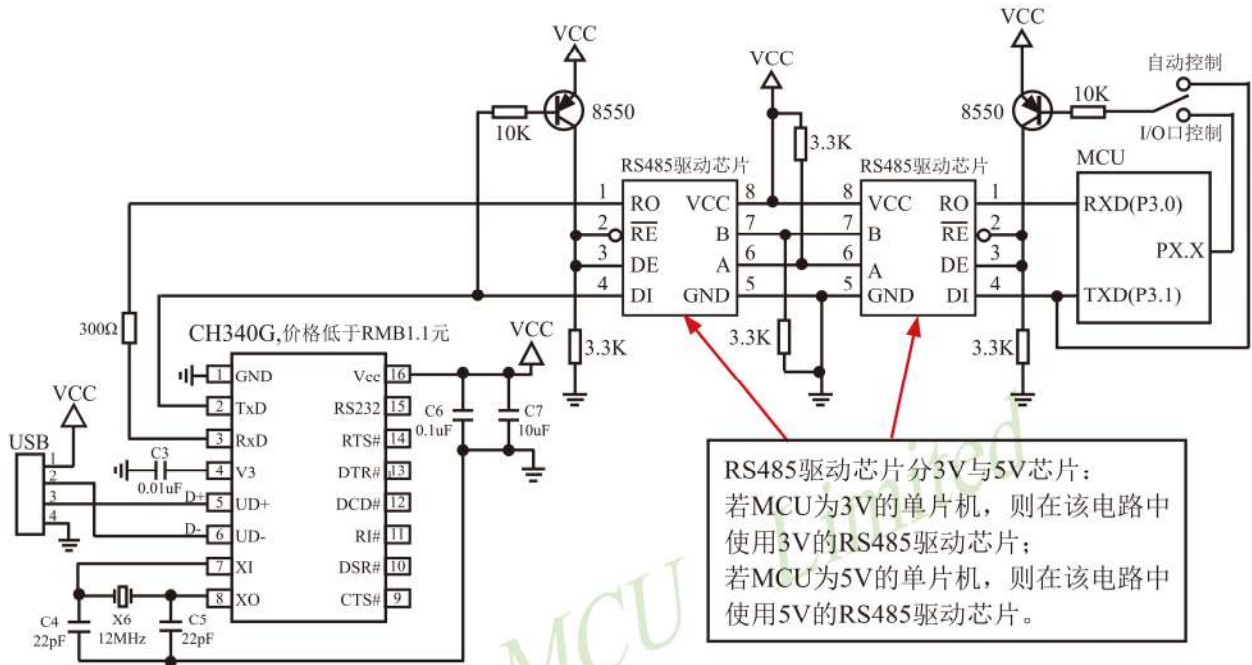 VCC
VCC
VCC
自动控制
10K
8550
8550
10K
I/O口控制
3.3K
MCU
RS485驱动芯片
RS485驱动芯片
1 RO VCC 8
2 RE B 7
3 DE A 6
4 DI GND 5
8 VCC RO 1
7 B RE 2
6 A DE 3
5 GND DI 4
RXD(P3.0)
PX.X
TXD(P3.1)
300Ω
3.3K
3.3K
3.3K
CH340G,价格低于RMB1.1元
VCC
1 GND Vcc 16
2 TxD RS232 15
3 RxD RTS# 14
4 V3 DTR# 13
5 UD+ DCD# 12
6 UD- RI# 11
7 XI DSR# 10
8 XO CTS# 9
C6
0.1uF
C7
10uF
VCC
USB
1
2
3
4
C3
0.01uF
D+
D-
C4
22pF
X6
12MHz
C5
22pF
RS485驱动芯片分3V与5V芯片：
若MCU为3V的单片机，则在该电路中
使用3V的RS485驱动芯片；
若MCU为5V的单片机，则在该电路中
使用5V的RS485驱动芯片。
MCU Limited